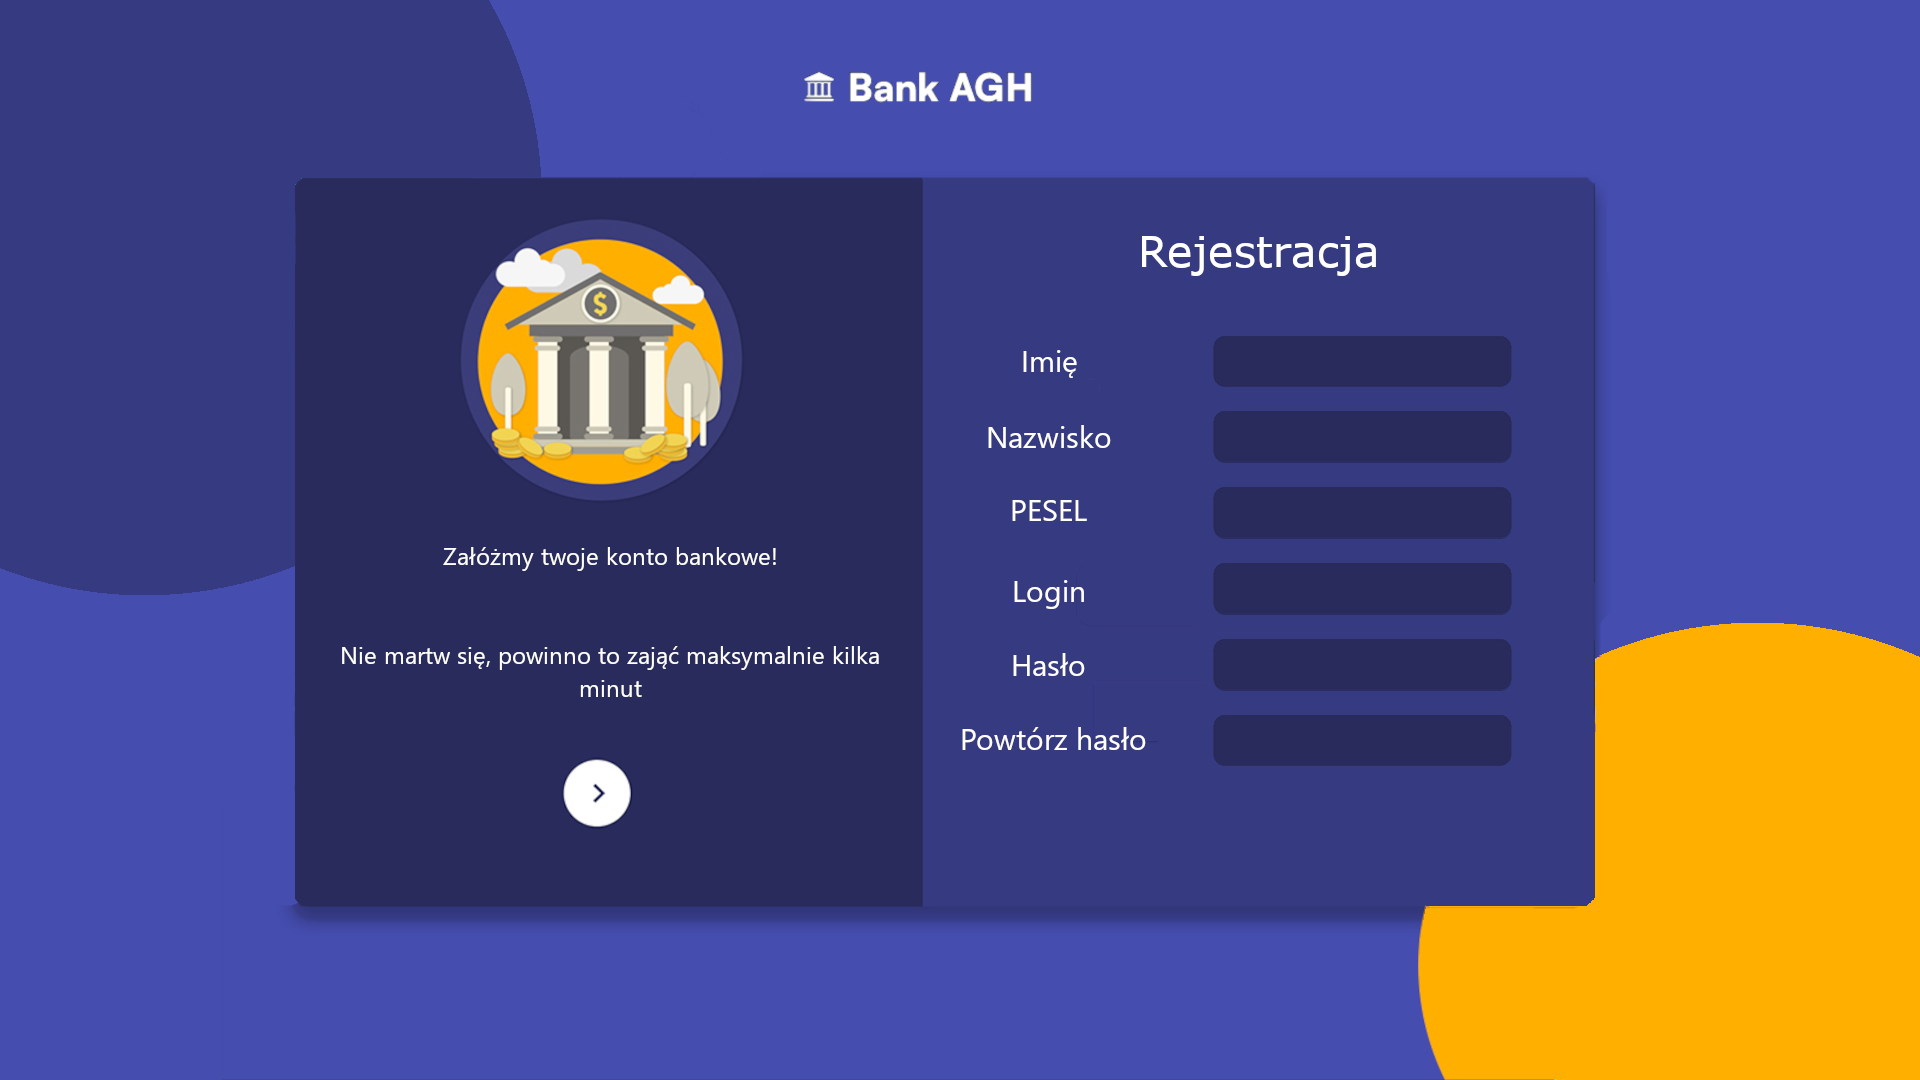 Bank AGH
$
Załóżmy twoje konto bankowe!
Nie martw się, powinno to zająć maksymalnie kilka
minut
Rejestracja
Imię
Nazwisko
PESEL
Login
Hasło
Powtórz hasło